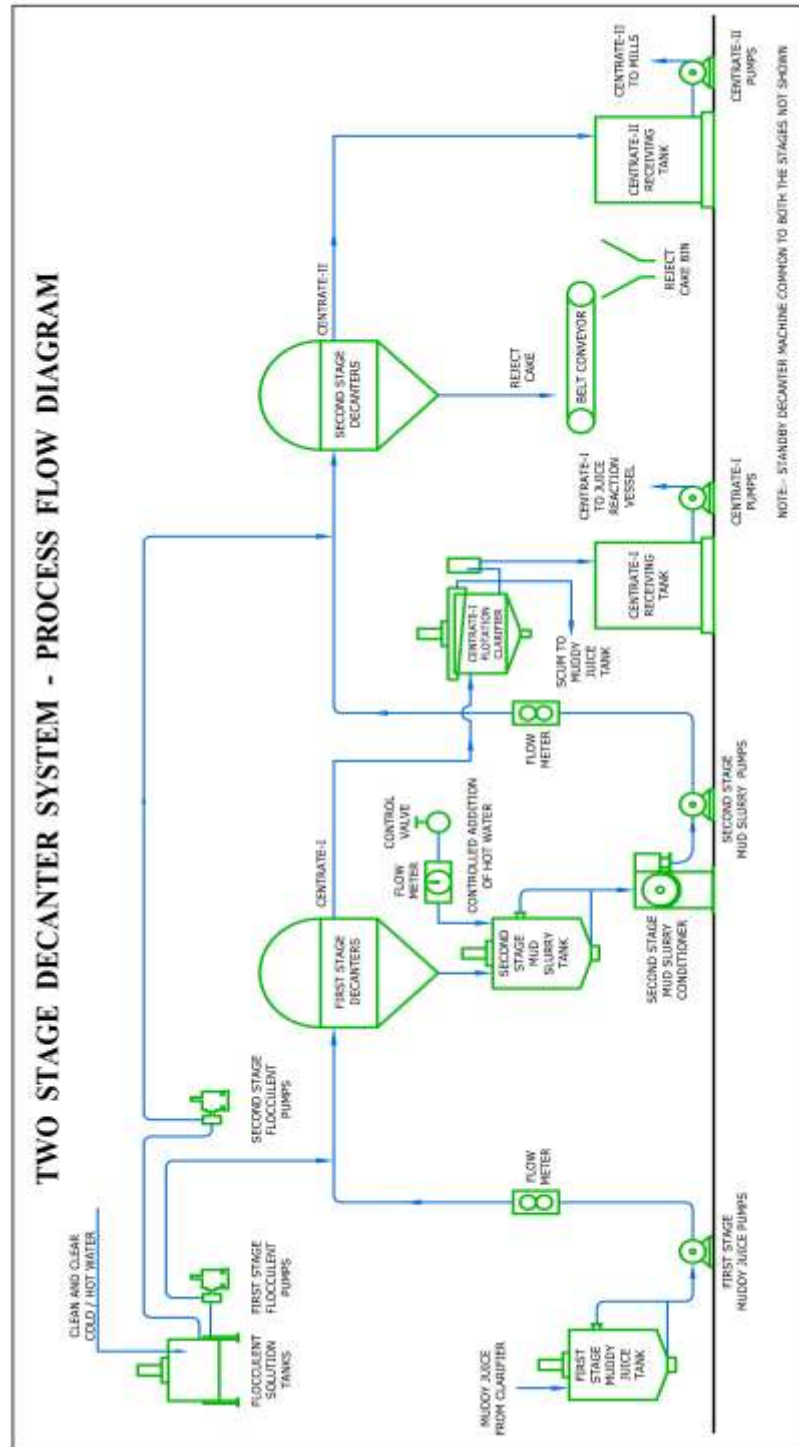 TWO STAGE DECANTER SYSTEM - PROCESS FLOW DIAGRAM
CLEAN AND CLEAR
COLD / HOT WATER
FLOCCULENT
SOLUTION
TANKS
FIRST STAGE
FLOCCULENT
PUMPS
SECOND STAGE
FLOCCULENT
PUMPS
MUDDY JUICE
FROM CLARIFIER
FIRST
STAGE
MUDDY JUICE
TANK
FIRST STAGE
MUDDY JUICE PUMPS
FLOW
METER
FIRST STAGE
DECANTERS
CENTRATE-I
CONTROL
VALVE
FLOW
METER
CONTROLLED ADDITION
OF HOT WATER
SECOND
STAGE
MUD
SLURRY
TANK
SECOND STAGE
MUD SLURRY
CONDITIONER
SECOND STAGE
MUD SLURRY PUMPS
FLOW
METER
CENTRATE-I
FLOTATION
CLARIFIER
SCUM TO
MUDDY
JUICE
TANK
CENTRATE-I
RECEIVING
TANK
CENTRATE-I
TO JUICE
REACTION
VESSEL
CENTRATE-I
PUMPS
SECOND STAGE
DECANTERS
CENTRATE-II
REJECT
CAKE
BELT CONVEYOR
REJECT
CAKE BIN
CENTRATE-II
RECEIVING
TANK
CENTRATE-II
TO MILLS
CENTRATE-II
PUMPS
NOTE:- STANDBY DECANTER MACHINE COMMON TO BOTH THE STAGES NOT SHOWN